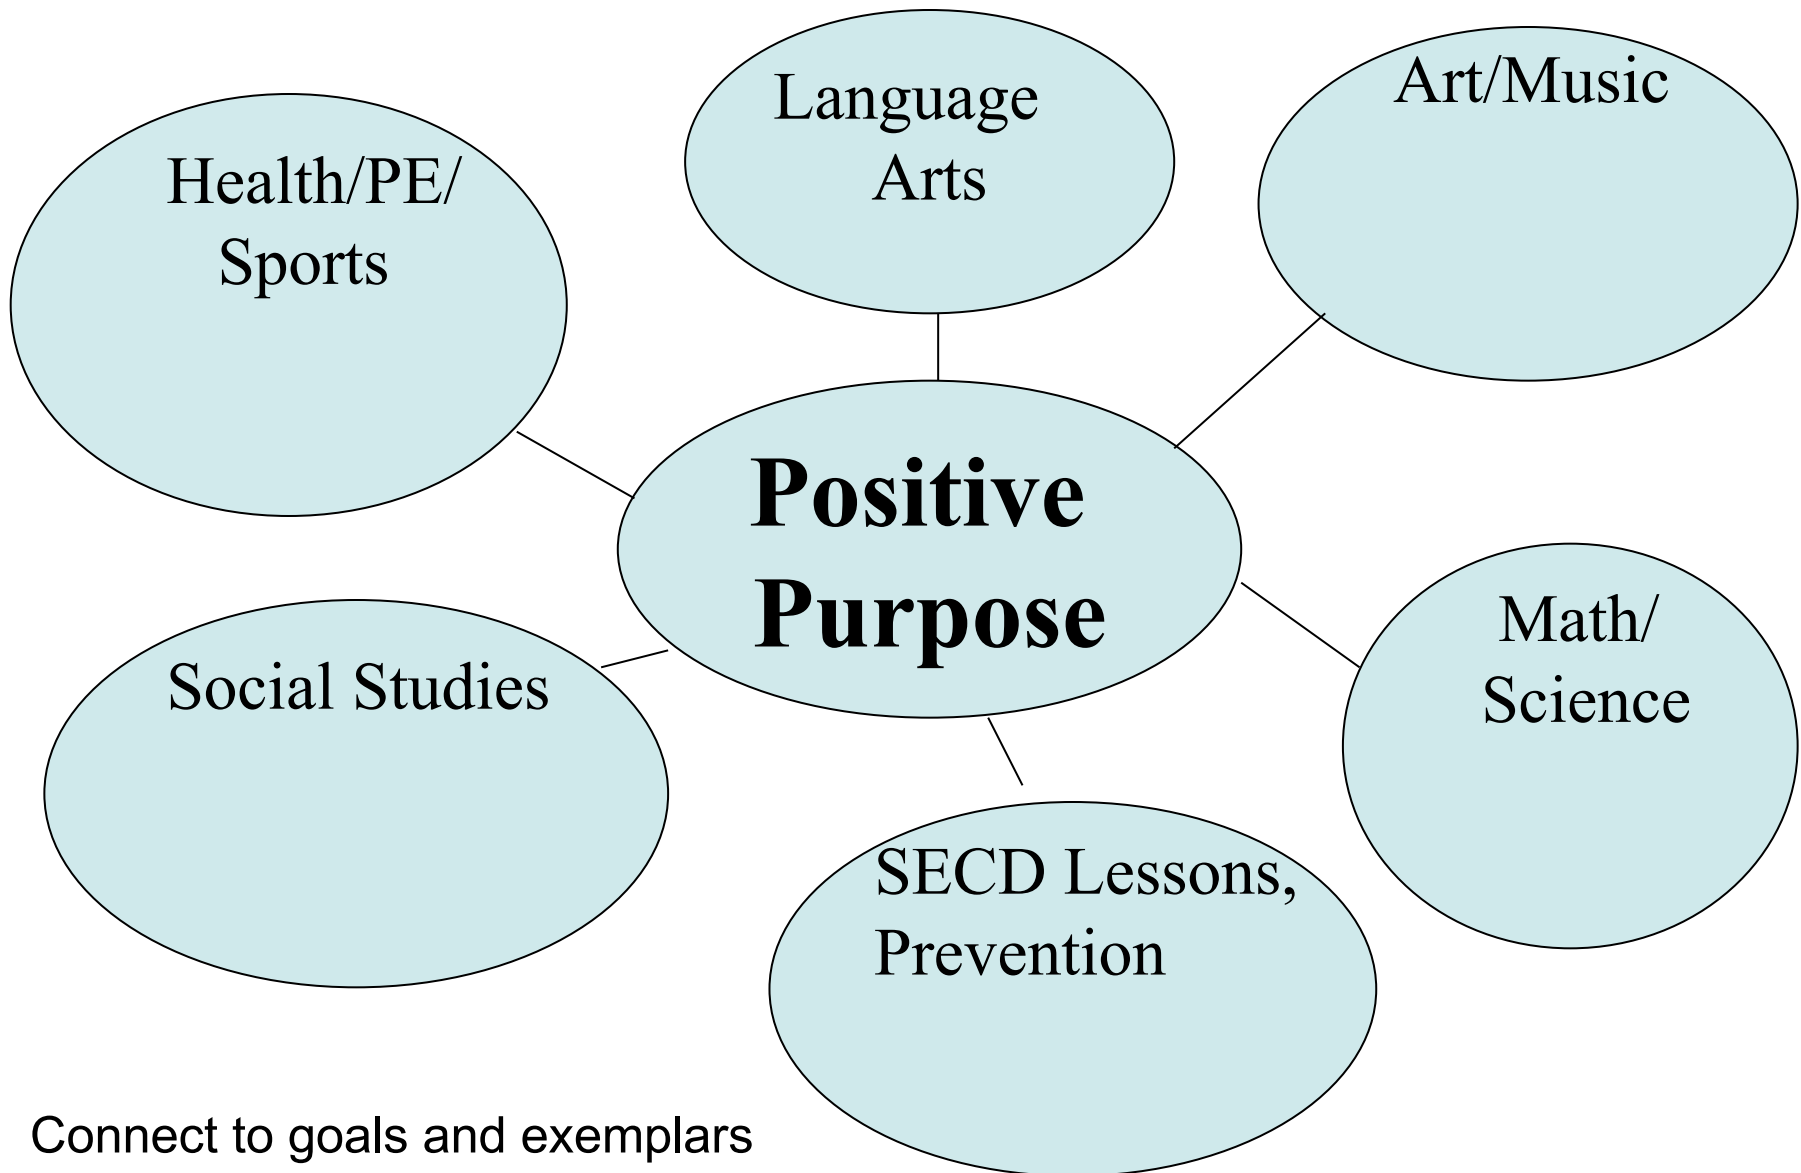 Language
Arts
Art/Music
Health/PE/
Sports
Positive
Purpose
Math/
Science
Social Studies
SECD Lessons,
Prevention
Connect to goals and exemplars